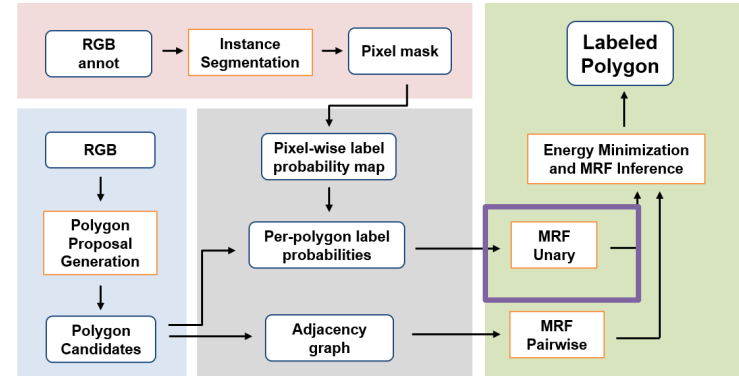 RGB
annot
Instance
Segmentation
Pixel mask
Labeled
Polygon
RGB
Pixel-wise label
probability map
Energy Minimization
and MRF Inference
Polygon
Proposal
Generation
Per-polygon label
probabilities
MRF
Unary
Polygon
Candidates
Adjacency
graph
MRF
Pairwise